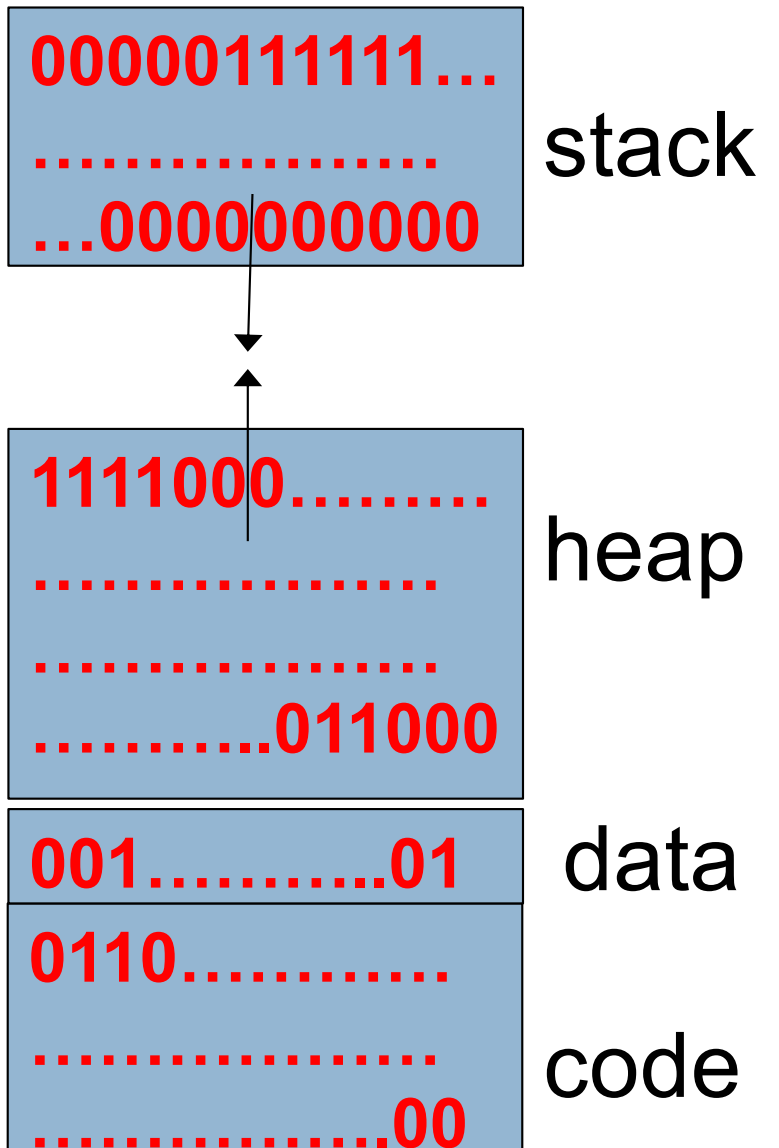 00000111111…
………………
stack
…0000000000
1111000………
heap
………………
………………
………..011000
001………..01
data
0110…………
………………
code
……………..00